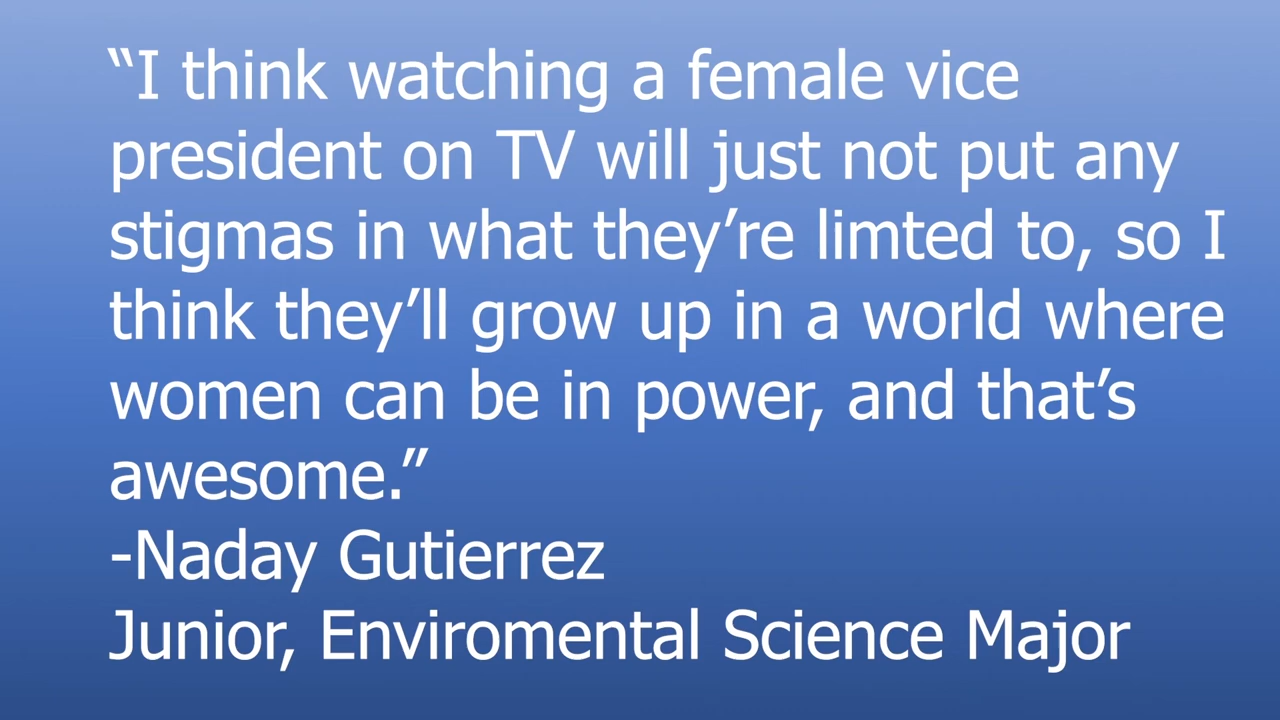 “I think watching a female vice
president on TV will just not put any
stigmas in what they’re limted to, so I
think they’ll grow up in a world where
women can be in power, and that’s
awesome.”
-Naday Gutierrez
Junior, Enviromental Science Major